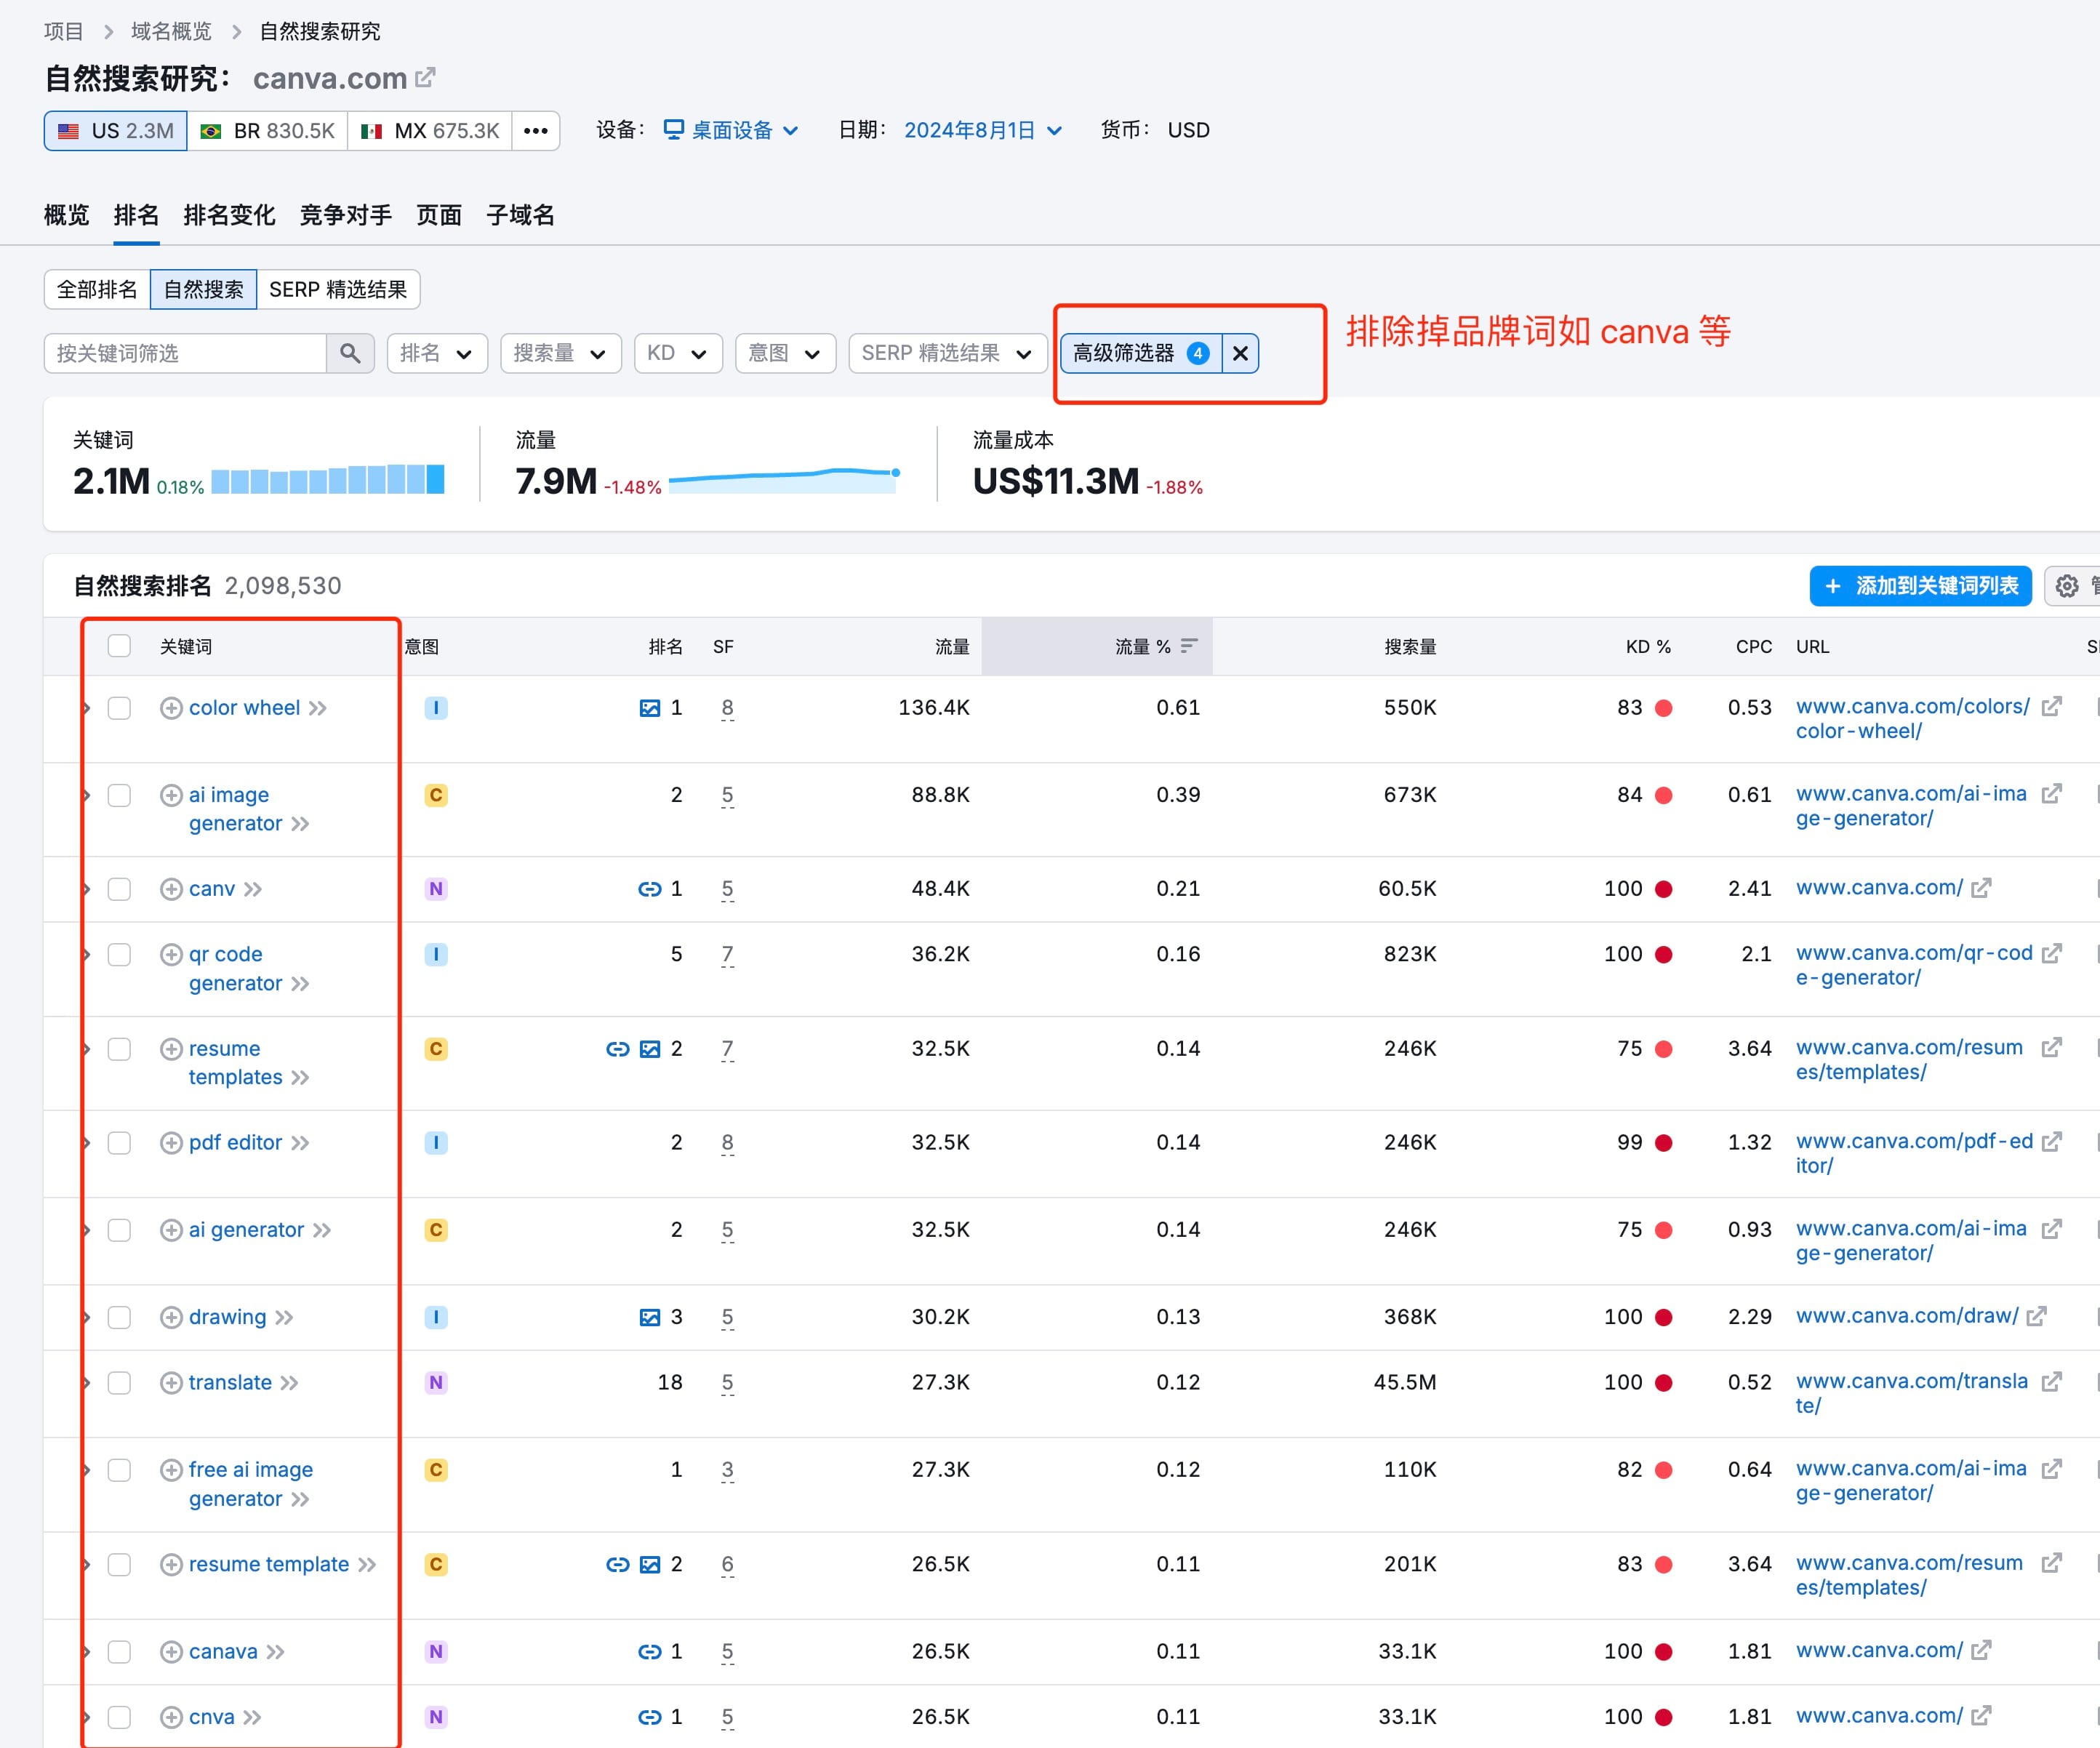 项目 > 域名概览 > 自然搜索研究
自然搜索研究： canva.com
US 2.3M BR 830.5K MX 675.3K ••• 设备： 桌面设备 日期： 2024年8月1日 货币： USD
概览 排名 排名变化 竞争对手 页面 子域名
全部排名 自然搜索 SERP 精选结果
按关键词筛选 排名 搜索量 KD 意图 SERP 精选结果 高级筛选器 4 排除掉品牌词如 canva 等
关键词 流量 流量成本
2.1M 0.18% 7.9M -1.48% US$11.3M -1.88%
自然搜索排名 2,098,530 + 添加到关键词列表
关键词 意图 排名 SF 流量 流量 % 搜索量 KD % CPC URL
color wheel I 1 8 136.4K 0.61 550K 83 0.53 www.canva.com/colors/
color-wheel/
ai image C 2 5 88.8K 0.39 673K 84 0.61 www.canva.com/ai-ima
generator ge-generator/
canv N 1 5 48.4K 0.21 60.5K 100 2.41 www.canva.com/
qr code I 5 7 36.2K 0.16 823K 100 2.1 www.canva.com/qr-cod
generator e-generator/
resume C 2 7 32.5K 0.14 246K 75 3.64 www.canva.com/resum
templates es/templates/
pdf editor I 2 8 32.5K 0.14 246K 99 1.32 www.canva.com/pdf-ed
itor/
ai generator C 2 5 32.5K 0.14 246K 75 0.93 www.canva.com/ai-ima
ge-generator/
drawing I 3 5 30.2K 0.13 368K 100 2.29 www.canva.com/draw/
translate N 18 5 27.3K 0.12 45.5M 100 0.52 www.canva.com/transla
te/
free ai image C 1 3 27.3K 0.12 110K 82 0.64 www.canva.com/ai-ima
generator ge-generator/
resume template C 2 6 26.5K 0.11 201K 83 3.64 www.canva.com/resum
es/templates/
canava N 1 5 26.5K 0.11 33.1K 100 1.81 www.canva.com/
cnva N 1 5 26.5K 0.11 33.1K 100 1.81 www.canva.com/